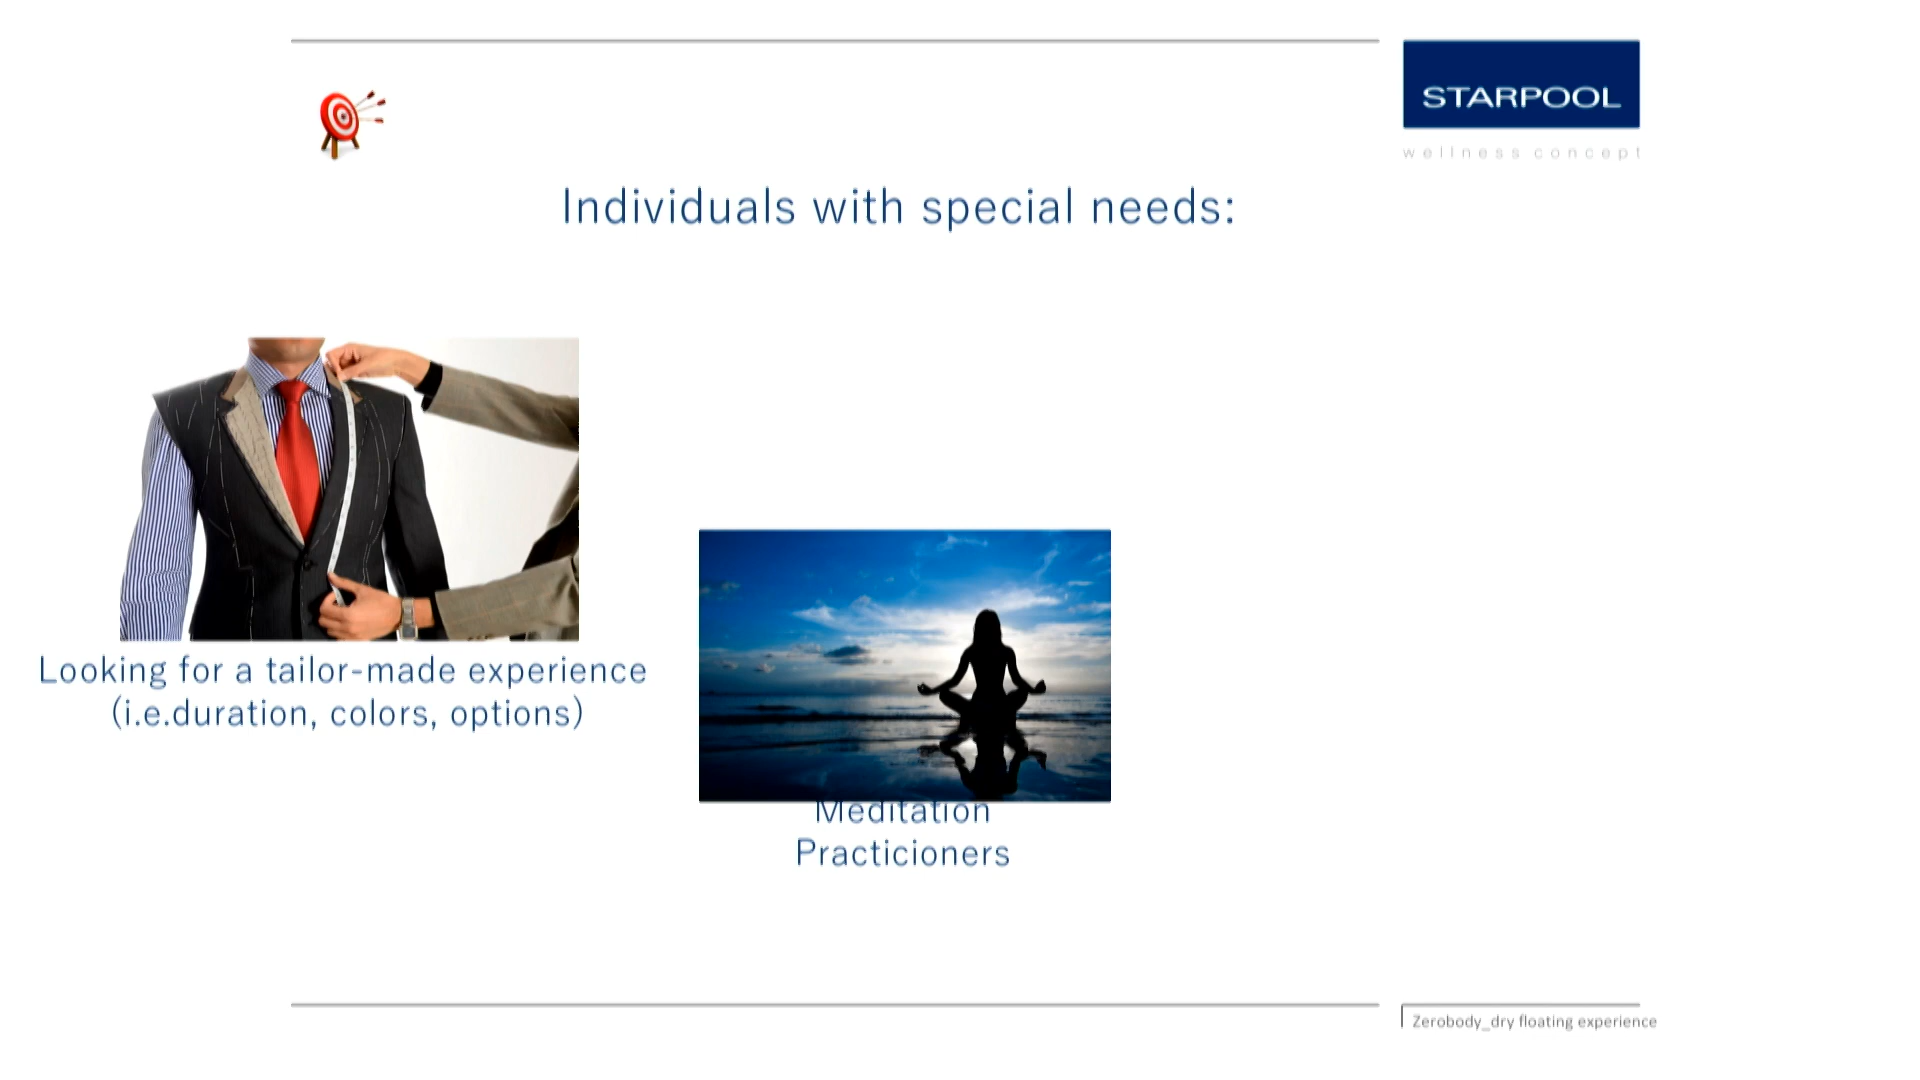 STARPOOL
wellness concept
Individuals with special needs:
Looking for a tailor-made experience
(i.e.duration, colors, options)
Meditation
Practicioners
Zerobody_dry floating experience